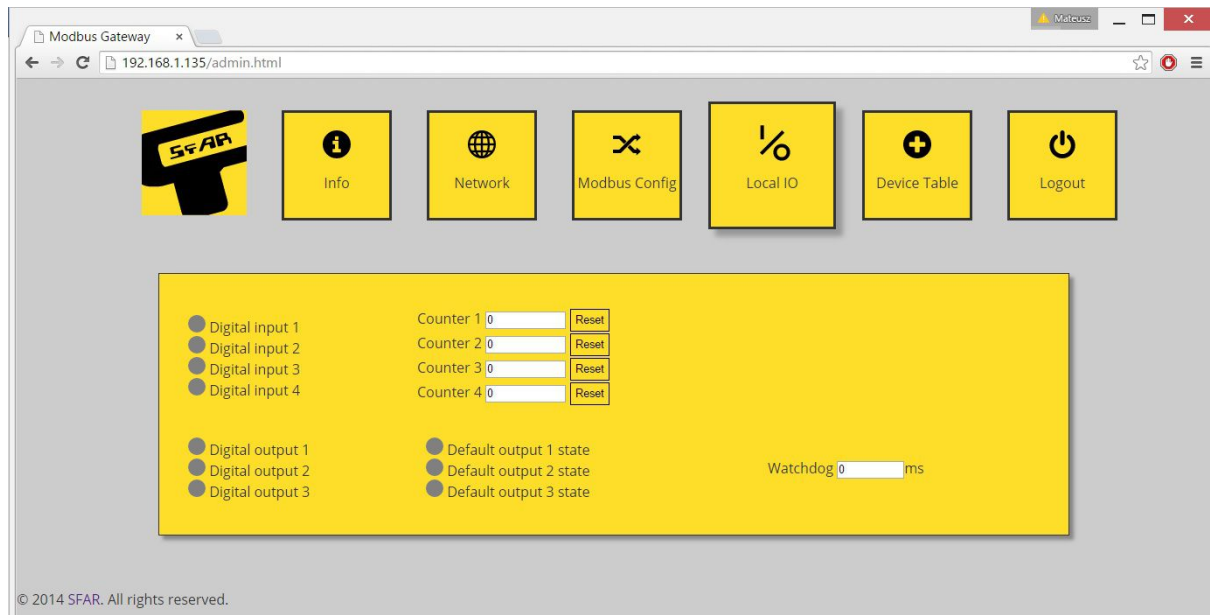 Mateusz
Modbus Gateway
192.168.1.135/admin.html
SFAR
Info
Network
Modbus Config
I/O
Local IO
Device Table
Logout
Digital input 1
Digital input 2
Digital input 3
Digital input 4
Counter 1 0 Reset
Counter 2 0 Reset
Counter 3 0 Reset
Counter 4 0 Reset
Digital output 1
Digital output 2
Digital output 3
Default output 1 state
Default output 2 state
Default output 3 state
Watchdog 0 ms
© 2014 SFAR. All rights reserved.